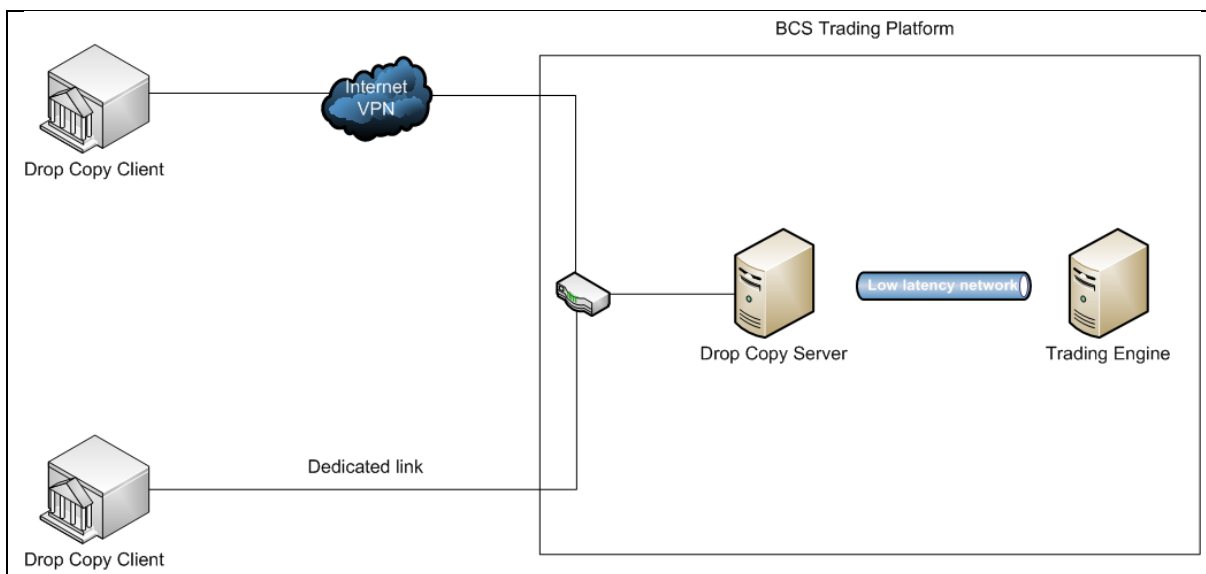 BCS Trading Platform
Internet
VPN
Drop Copy Client
Low latency network
Drop Copy Server
Trading Engine
Dedicated link
Drop Copy Client